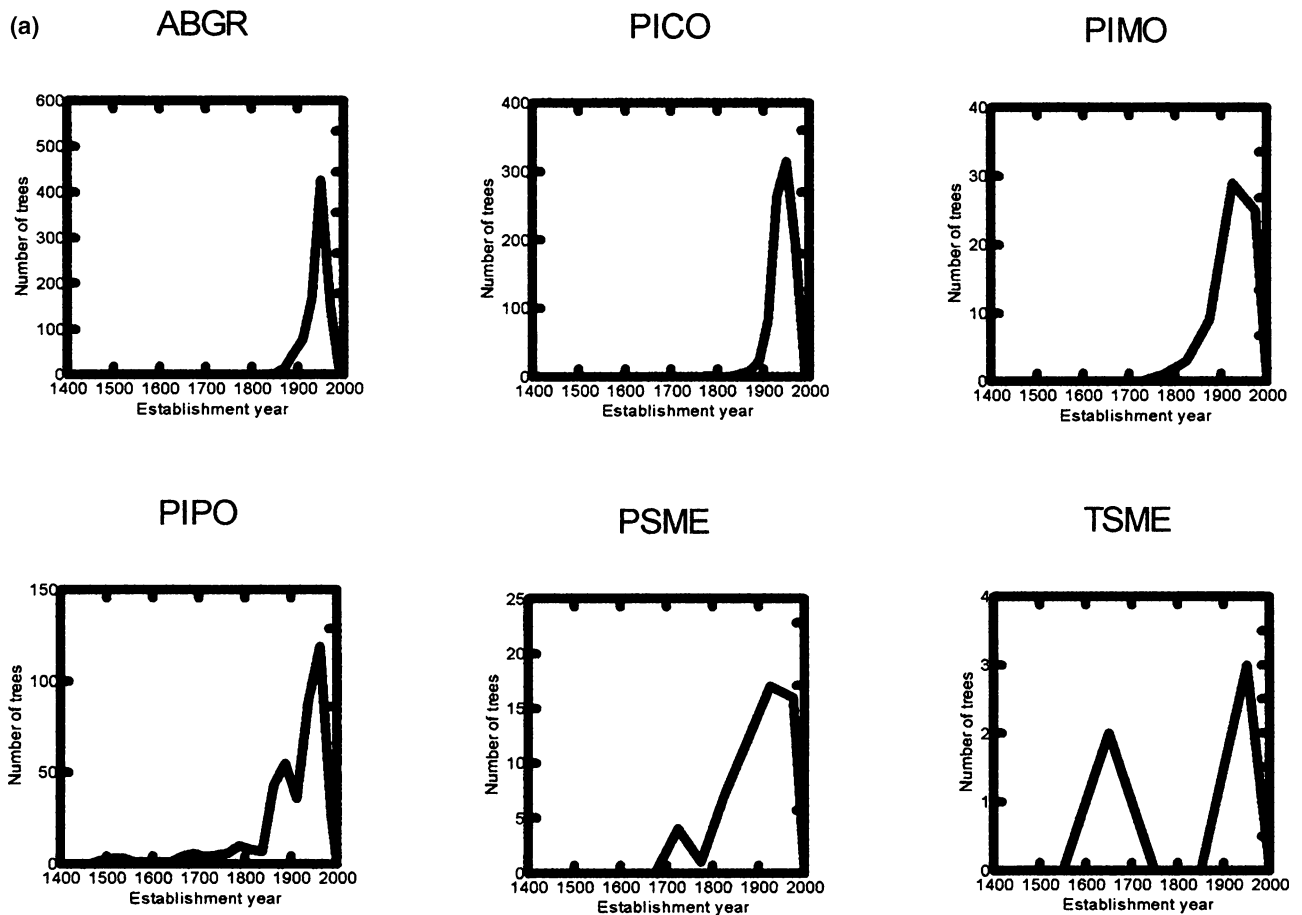 (a)
ABGR
PICO
PIMO
600
500
400
300
200
100
0
Number of trees
1400 1500 1600 1700 1800 1900 2000
Establishment year
400
300
200
100
0
Number of trees
1400 1500 1600 1700 1800 1900 2000
Establishment year
40
30
20
10
0
Number of trees
1400 1500 1600 1700 1800 1900 2000
Establishment year
PIPO
PSME
TSME
150
100
50
0
Number of trees
1400 1500 1600 1700 1800 1900 2000
Establishment year
25
20
15
10
5
0
Number of trees
1400 1500 1600 1700 1800 1900 2000
Establishment year
4
3
2
1
0
Number of trees
1400 1500 1600 1700 1800 1900 2000
Establishment year